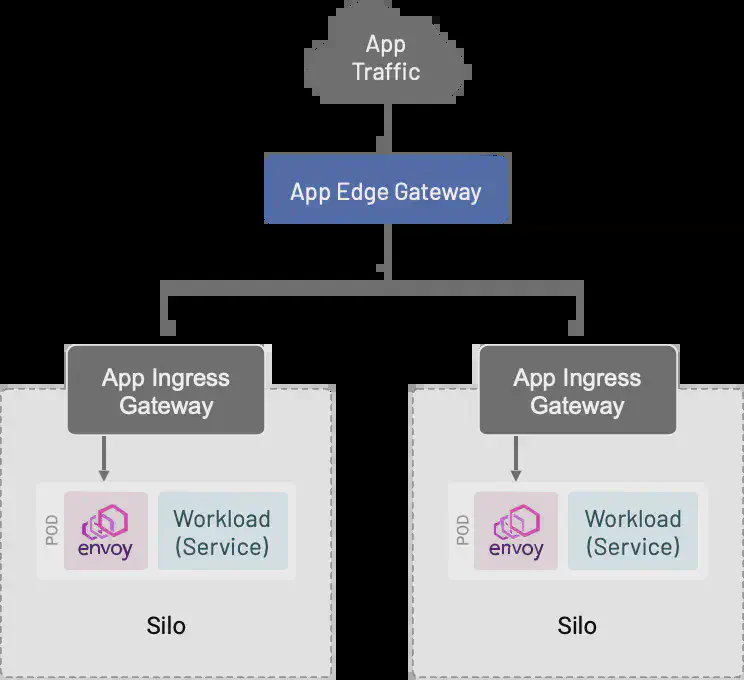 App
Traffic
App Edge Gateway
App Ingress
Gateway
App Ingress
Gateway
POD
envoy
Workload
(Service)
POD
envoy
Workload
(Service)
Silo
Silo